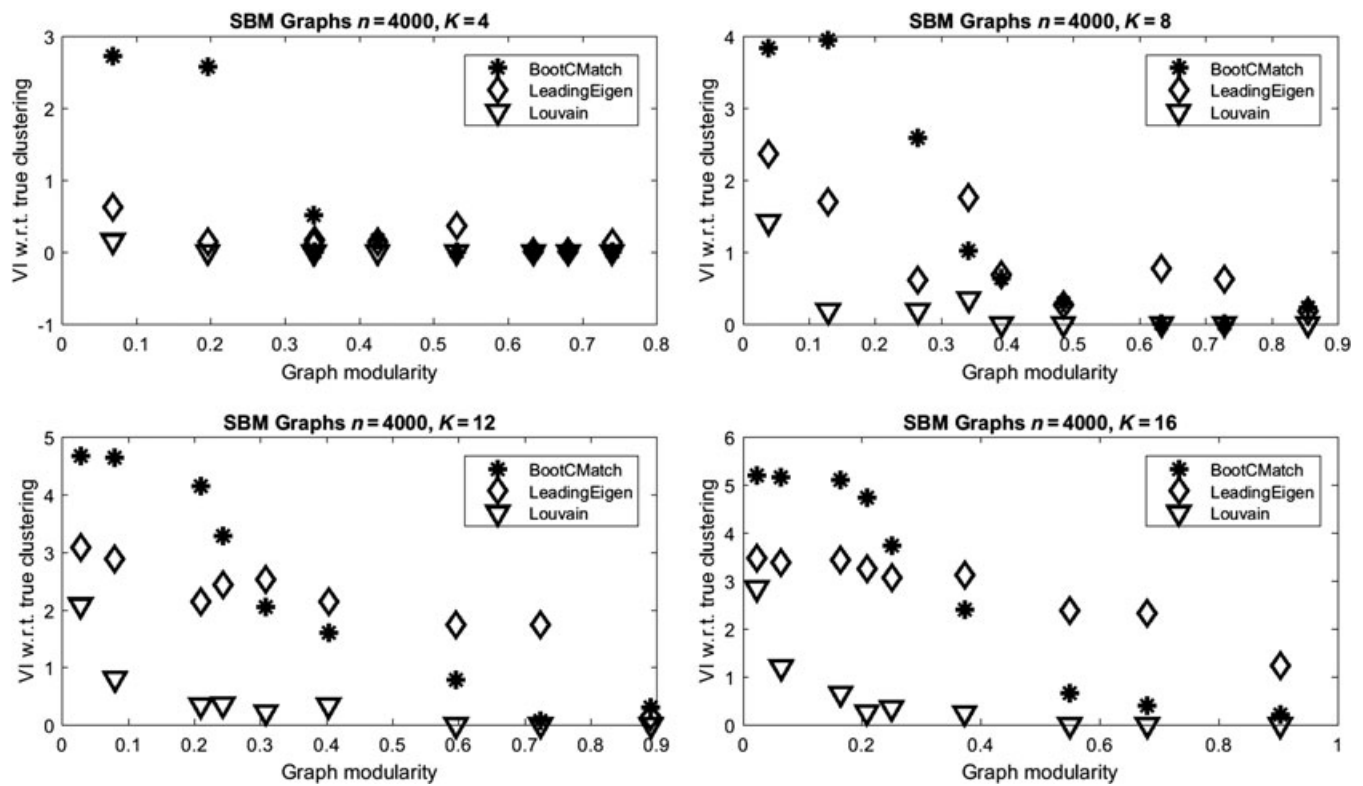 SBM Graphs n=4000, K=4
3
2
1
0
-1
VI w.r.t. true clustering
BootCMatch
LeadingEigen
Louvain
0 0.1 0.2 0.3 0.4 0.5 0.6 0.7 0.8
Graph modularity
SBM Graphs n=4000, K=8
4
3
2
1
0
VI w.r.t. true clustering
BootCMatch
LeadingEigen
Louvain
0 0.1 0.2 0.3 0.4 0.5 0.6 0.7 0.8 0.9
Graph modularity
SBM Graphs n=4000, K=12
5
4
3
2
1
0
VI w.r.t. true clustering
BootCMatch
LeadingEigen
Louvain
0 0.1 0.2 0.3 0.4 0.5 0.6 0.7 0.8 0.9
Graph modularity
SBM Graphs n=4000, K=16
6
5
4
3
2
1
0
VI w.r.t. true clustering
BootCMatch
LeadingEigen
Louvain
0 0.2 0.4 0.6 0.8 1
Graph modularity